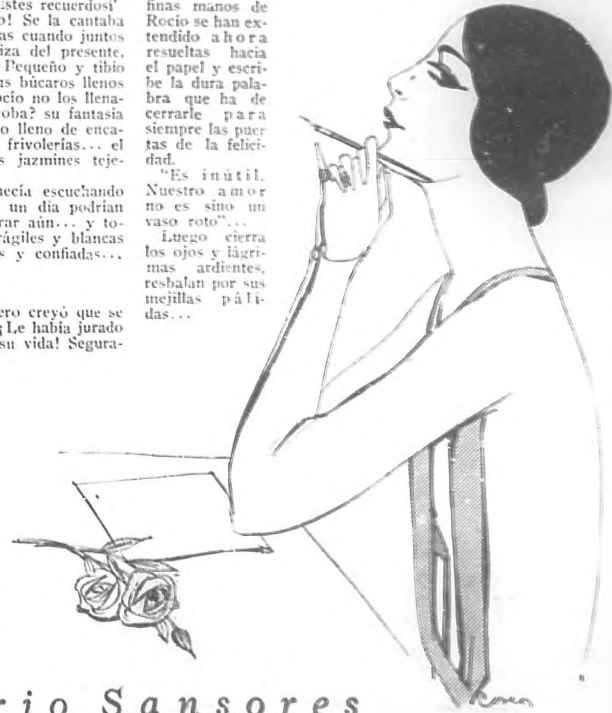 istes recuerdos!
o! Se la cantaba
as cuando juntos
iza del presente.
Pequeño y tibio
us búcaros llenos
ocio no los llena-
oba? su fantasia
o lleno de enca-
frivolerías... el
s jazmines teje-
necía escuchando
un día podrían
rar aún... y to-
rágiles y blancas
s y confiadas...
ero creyó que se
¡Le había jurado
su vida! Segura-
finas manos de
Rocío se han ex-
tendido ahora
resueltas hacia
el papel y escri-
be la dura pala-
bra que ha de
cerrarle para
siempre las puer
tas de la felici-
dad.
"Es inútil.
Nuestro amor
no es sino un
vaso roto"...
Luego cierra
los ojos y lágri-
mas ardientes,
resbalan por sus
mejillas páli-
das...
rio Sansores